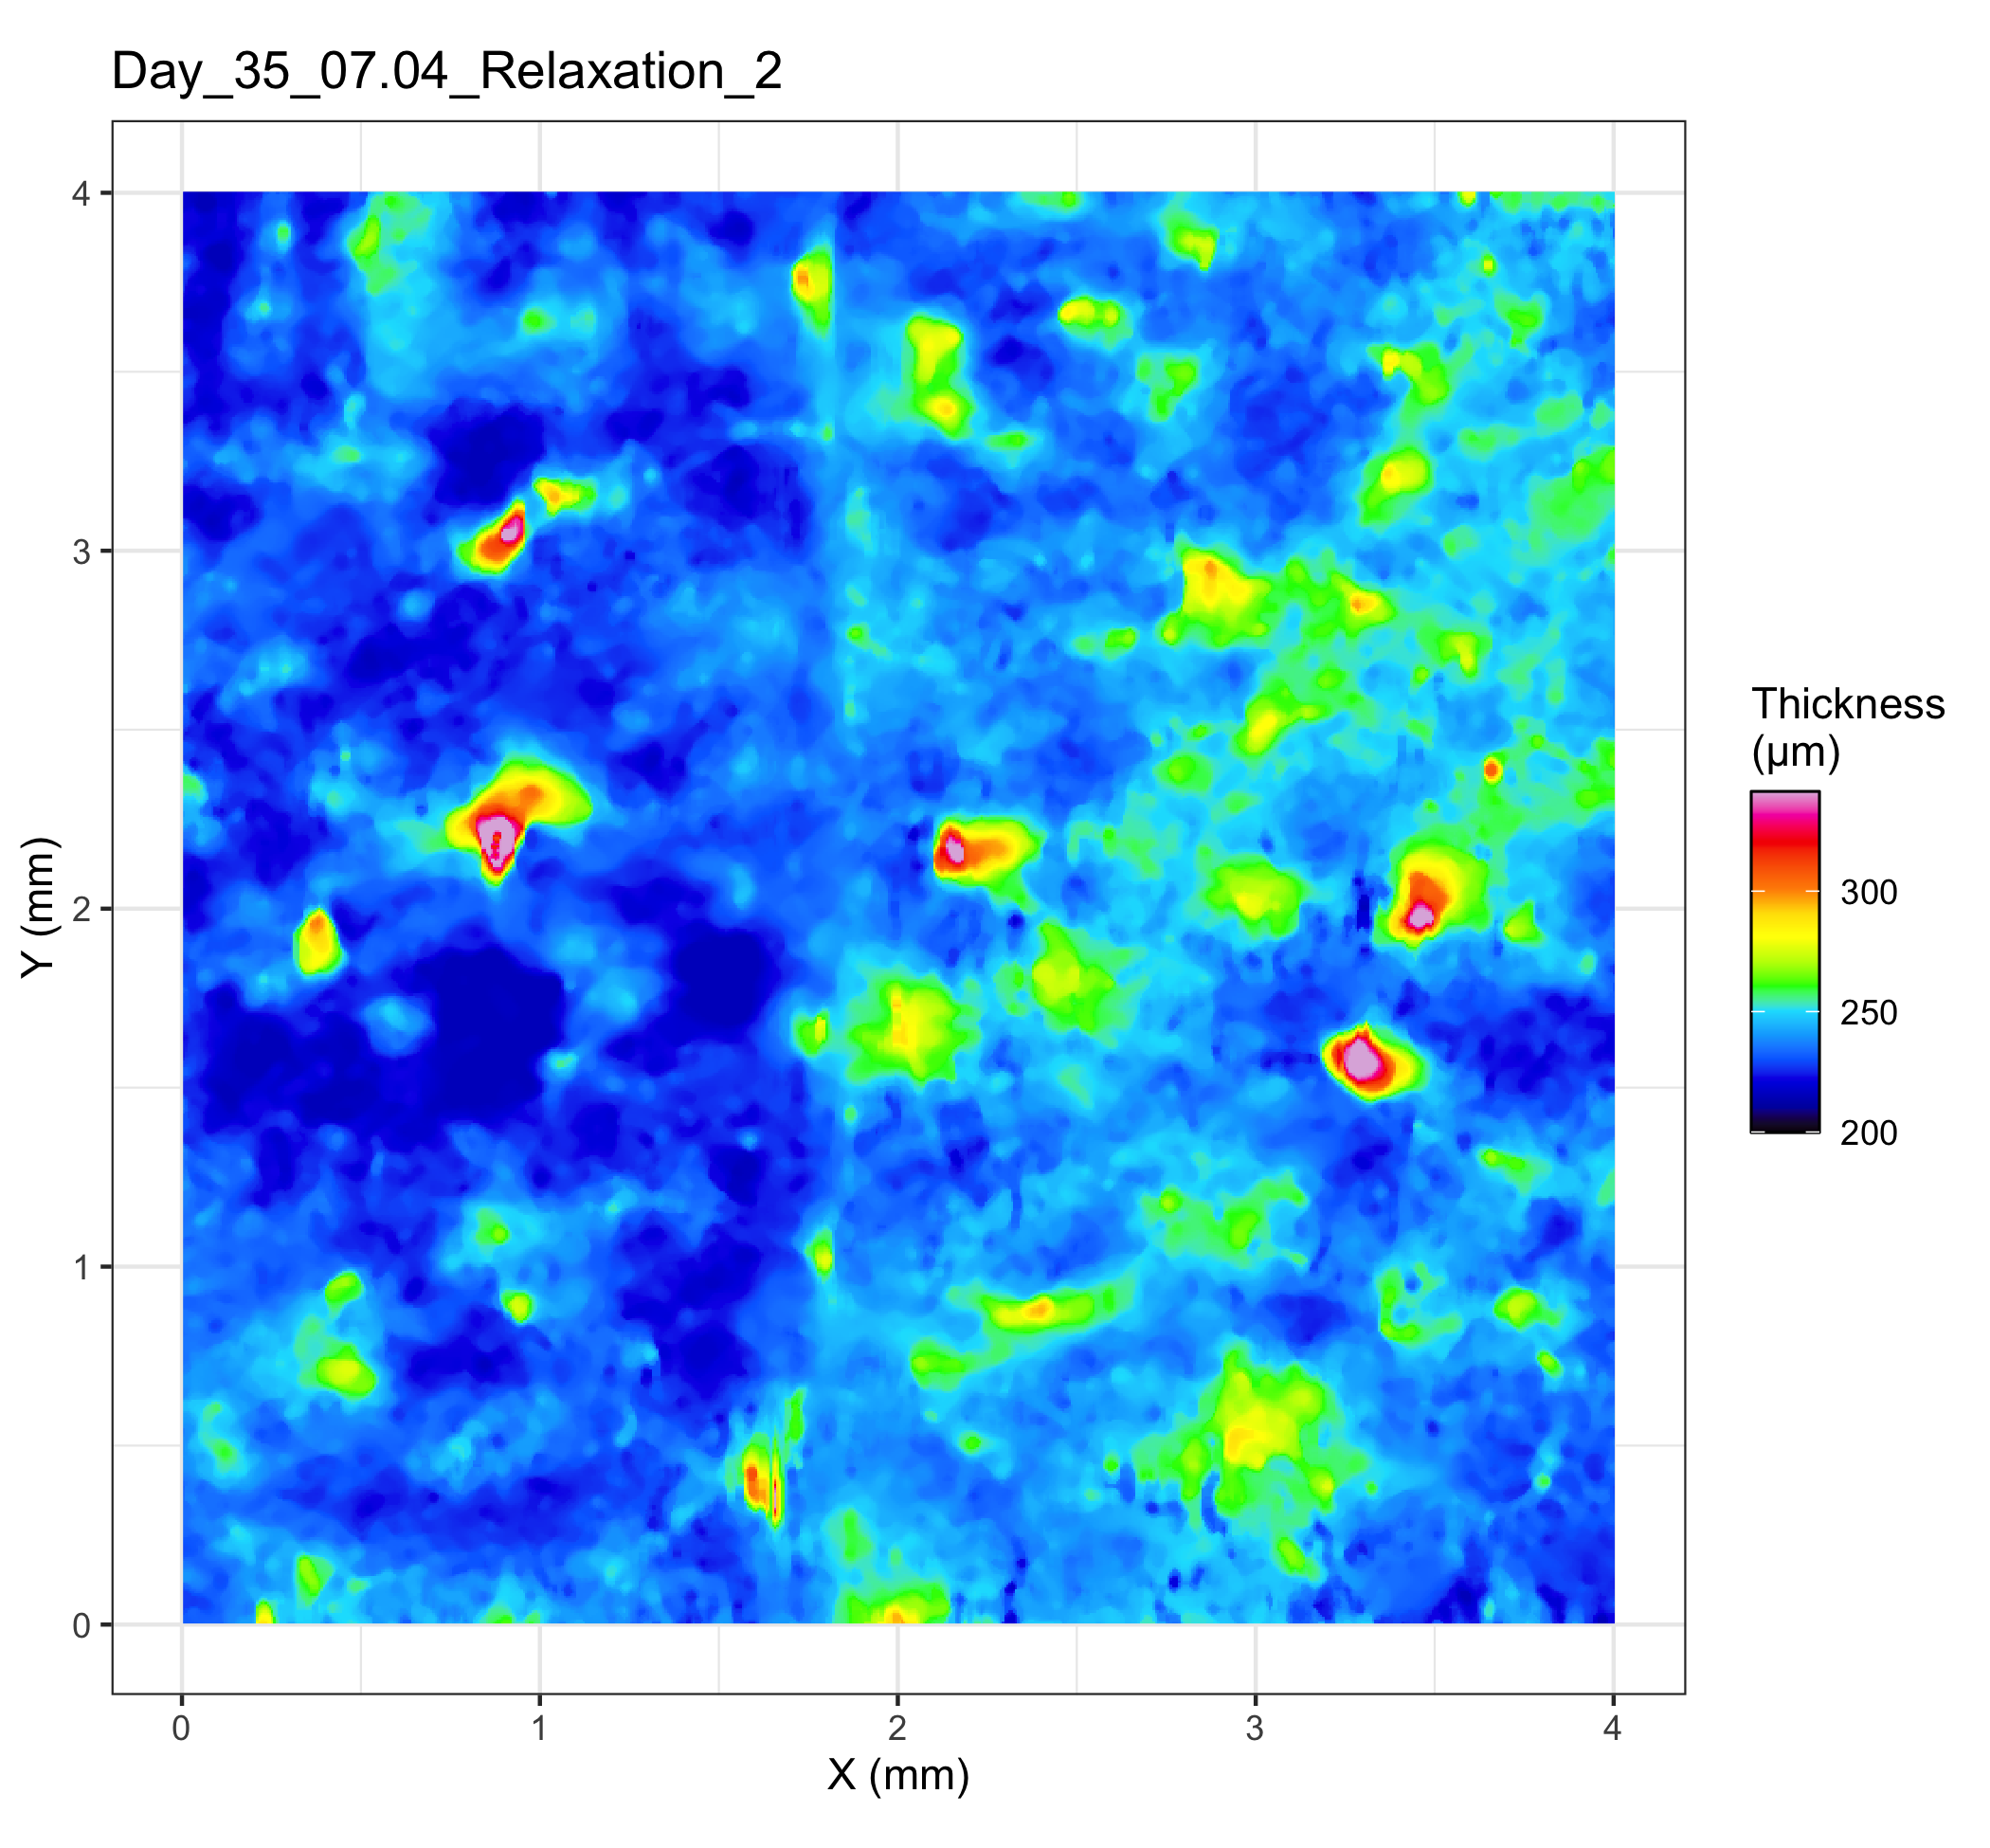 Day_35_07.04_Relaxation_2
4
3
2
1
0
Y (mm)
0 1 2 3 4
X (mm)
Thickness
(μm)
300
250
200